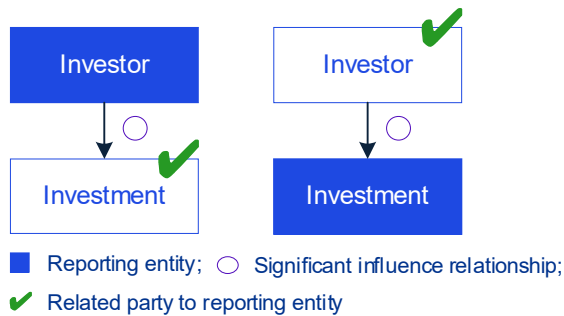 Investor
Investor
Investment
Investment
Reporting entity; Significant influence relationship;
Related party to reporting entity